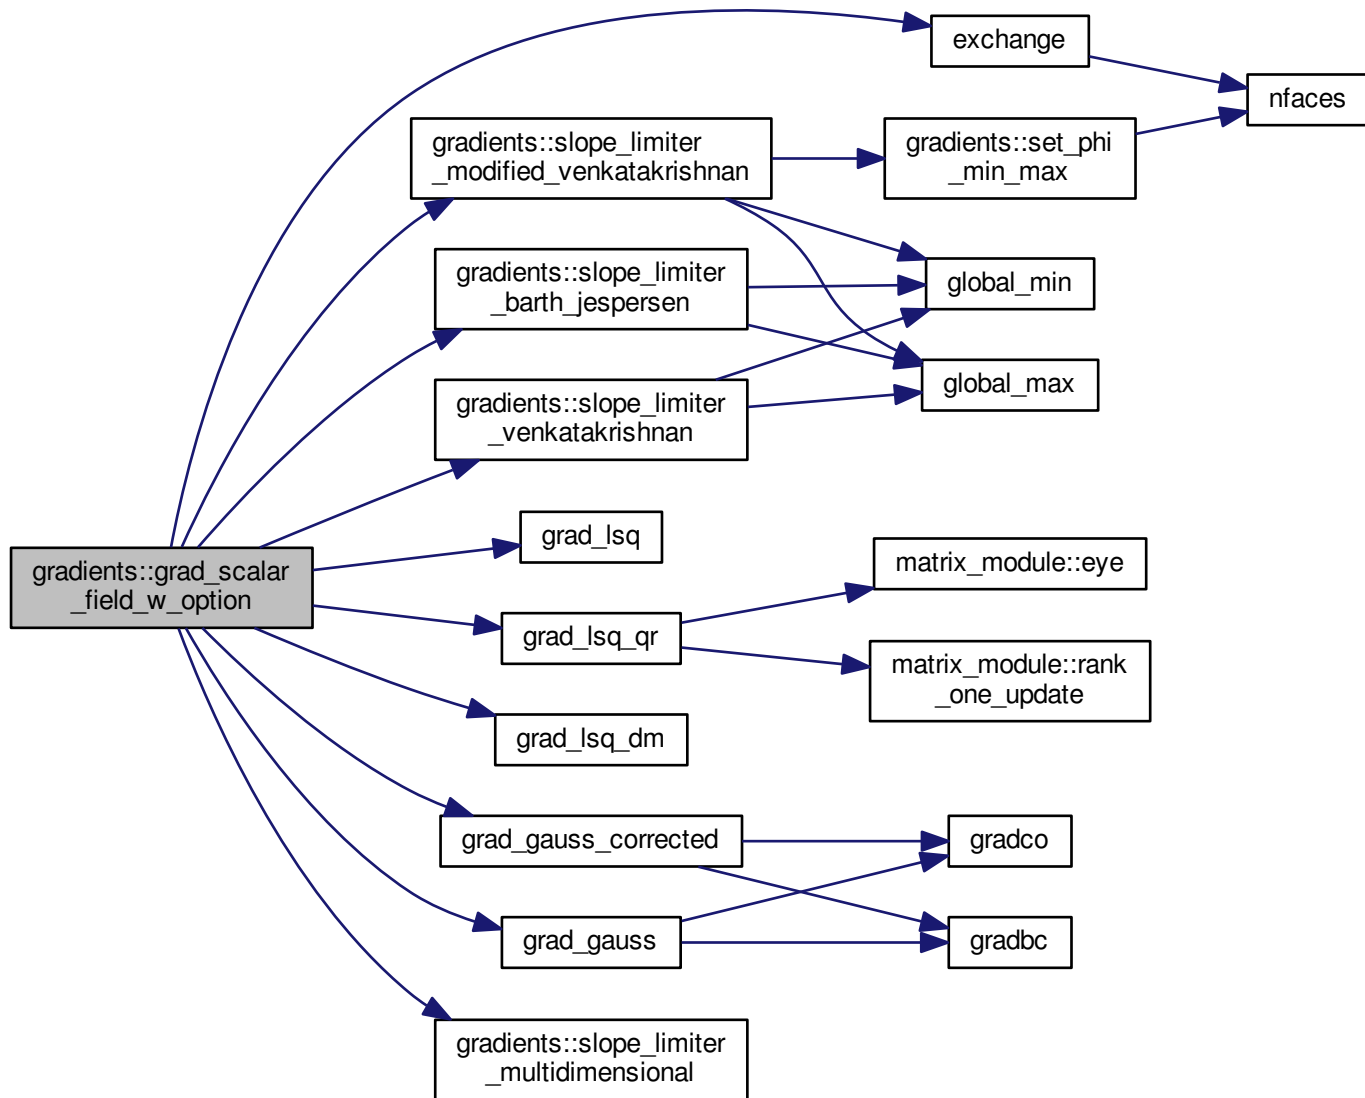 exchange
nfaces
gradients::slope_limiter
_modified_venkatakrishnan
gradients::set_phi
_min_max
gradients::slope_limiter
_barth_jespersen
global_min
global_max
gradients::slope_limiter
_venkatakrishnan
grad_lsq
gradients::grad_scalar
_field_w_option
matrix_module::eye
grad_lsq_qr
matrix_module::rank
_one_update
grad_lsq_dm
grad_gauss_corrected
gradco
grad_gauss
gradbc
gradients::slope_limiter
_multidimensional